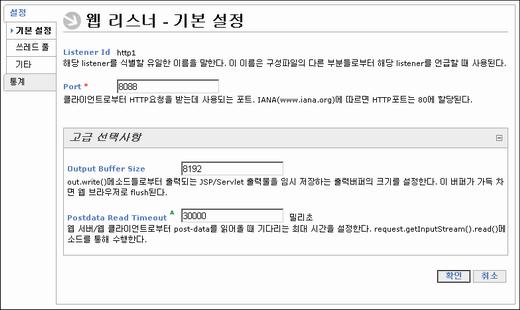 설정
기본 설정
쓰레드 풀
기타
통계
웹 리스너 - 기본 설정
Listener Id http1
해당 listener를 식별할 유일한 이름을 말한다. 이 이름은 구성파일의 다른 부분들로부터 해당 listener를 언급할 때 사용된다.
Port * 8088
클라이언트로부터 HTTP요청을 받는데 사용되는 포트. IANA(www.iana.org)에 따르면 HTTP포트는 80에 할당된다.
고급 선택사항
Output Buffer Size 8192
out.write()메소드들로부터 출력되는 JSP/Servlet 출력물을 임시 저장하는 출력버퍼의 크기를 설정한다. 이 버퍼가 가득 차
면 웹 브라우저로 flush된다.
Postdata Read Timeout A 30000 밀리초
웹 서버/웹 클라이언트로부터 post-data를 읽어올 때 기다리는 최대 시간을 설정한다. request.getInputStream().read()메
소드를 통해 수행한다.
확인 취소